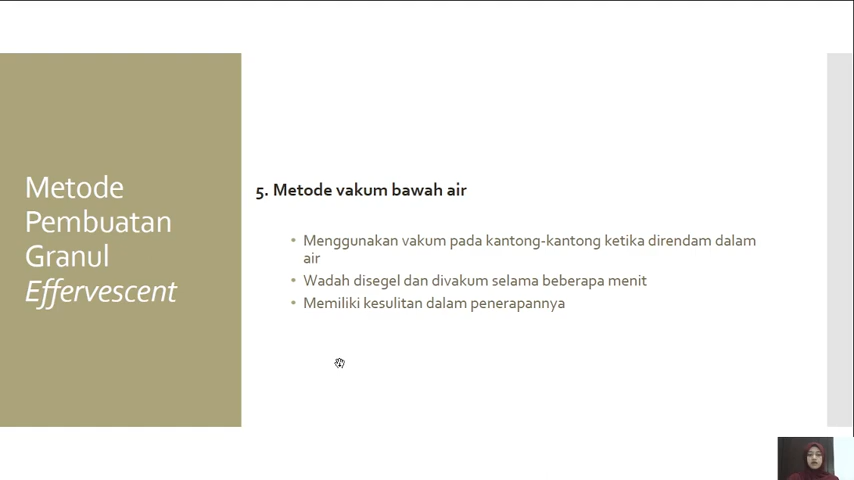 Metode
Pembuatan
Granul
Effervescent
5. Metode vakum bawah air
• Menggunakan vakum pada kantong-kantong ketika direndam dalam
air
• Wadah disegel dan divakum selama beberapa menit
• Memiliki kesulitan dalam penerapannya